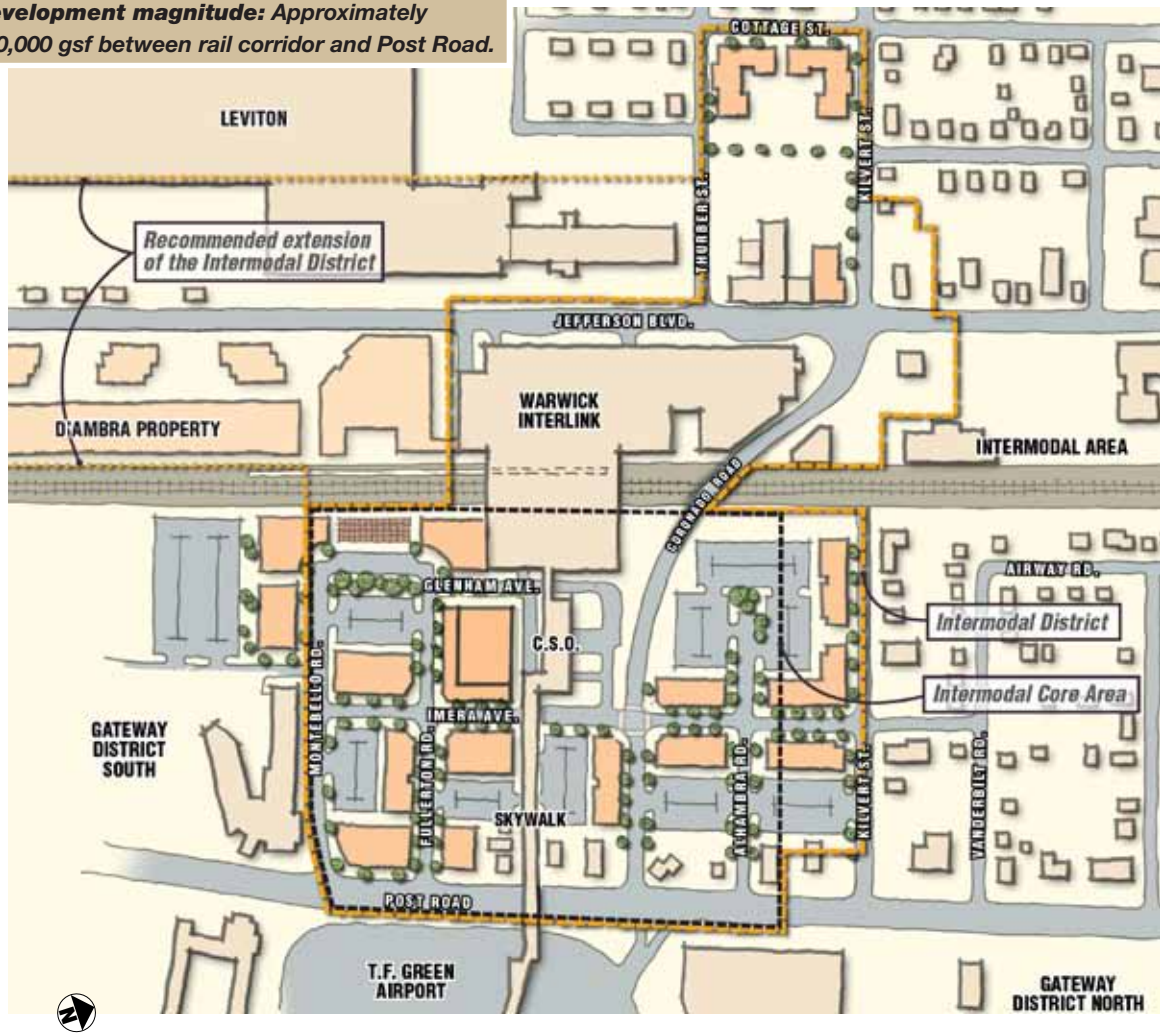 evelopment magnitude: Approximately
0,000 gsf between rail corridor and Post Road.
COTTAGE ST.
LEVITON
KILVERT ST.
THURBER ST.
Recommended extension
of the Intermodal District
JEFFERSON BLVD.
WARWICK
INTERLINK
D'AMBRA PROPERTY
INTERMODAL AREA
CORONADO ROAD
GLENHAM AVE.
AIRWAY RD.
Intermodal District
C.S.O.
Intermodal Core Area
IMERA AVE.
MONTEBELLO RD.
GATEWAY
DISTRICT
SOUTH
FULLERTON RD.
ALHAMBRA RD.
KILVERT ST.
VANDERBILT RD.
SKYWALK
POST ROAD
T.F. GREEN
AIRPORT
GATEWAY
DISTRICT NORTH
N